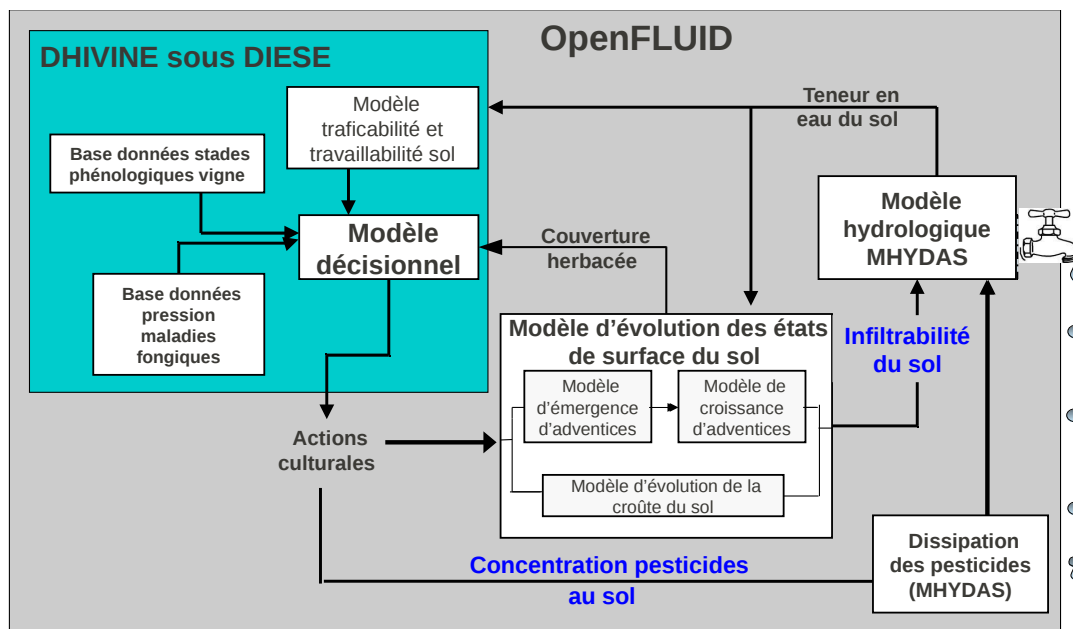 OpenFLUID
DHIVINE sous DIESE
Modèle
traficabilité et
travaillabilité sol
Teneur en
eau du sol
Base données stades
phénologiques vigne
Modèle
décisionnel
Couverture
herbacée
Modèle
hydrologique
MHYDAS
Base données
pression
maladies
fongiques
Modèle d'évolution des états
de surface du sol
Infiltrabilité
du sol
Modèle
d'émergence
d'adventices
Modèle de
croissance
d'adventices
Actions
culturales
Modèle d'évolution de la
croûte du sol
Concentration pesticides
au sol
Dissipation
des pesticides
(MHYDAS)